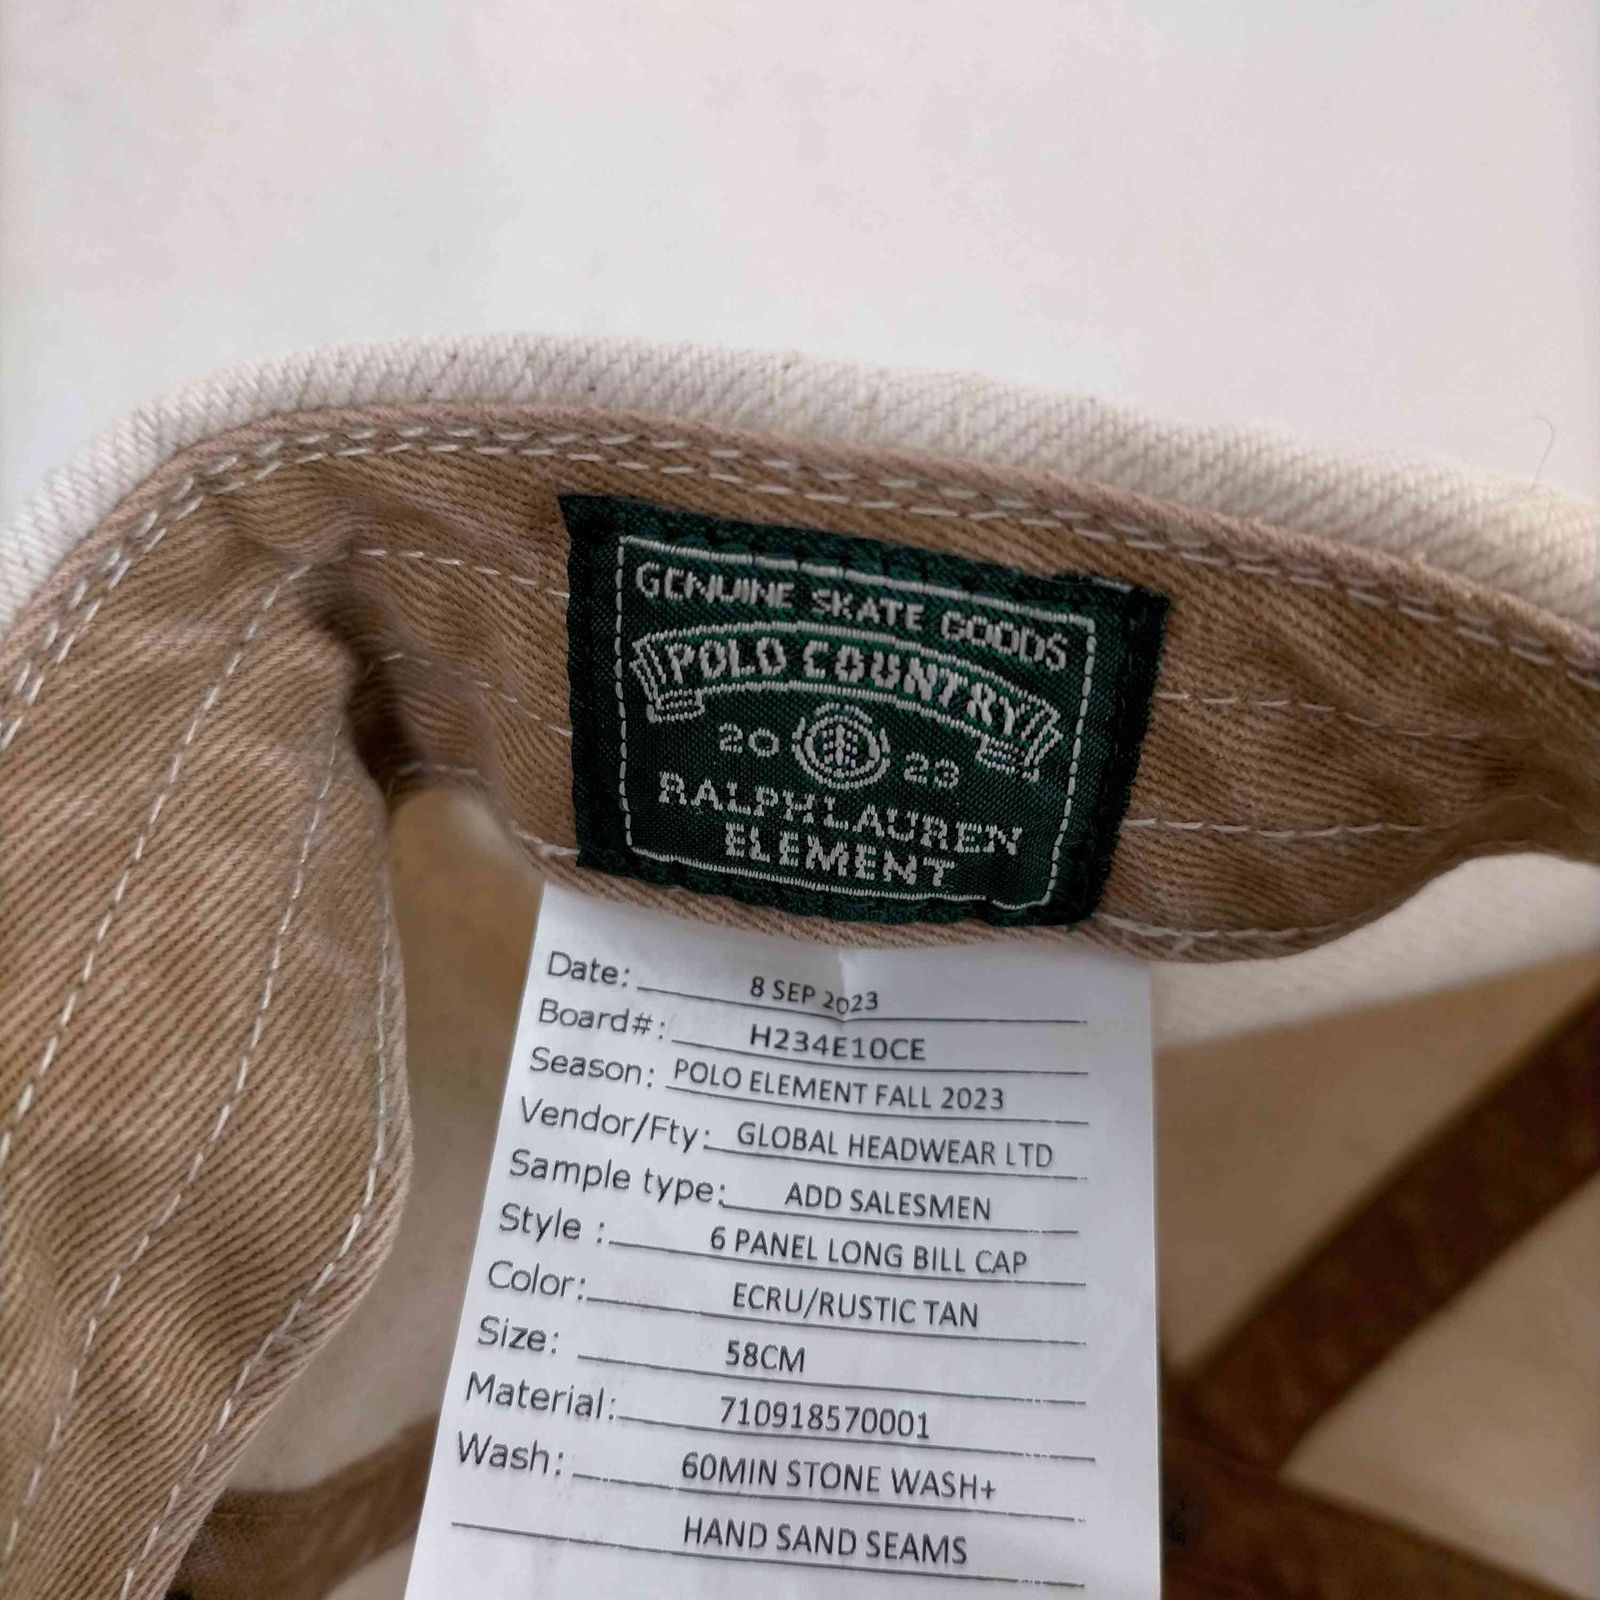 GENUINE SKATE GOODS
POLO COUNTRY
20 23
RALPH LAUREN
ELEMENT
Date: 8 SEP 2023
Board#: H234E10CE
Season: POLO ELEMENT FALL 2023
Vendor/Fty: GLOBAL HEADWEAR LTD
Sample type: ADD SALESMEN
Style : 6 PANEL LONG BILL CAP
Color: ECRU/RUSTIC TAN
Size: 58CM
Material: 710918570001
Wash: 60MIN STONE WASH+
HAND SAND SEAMS